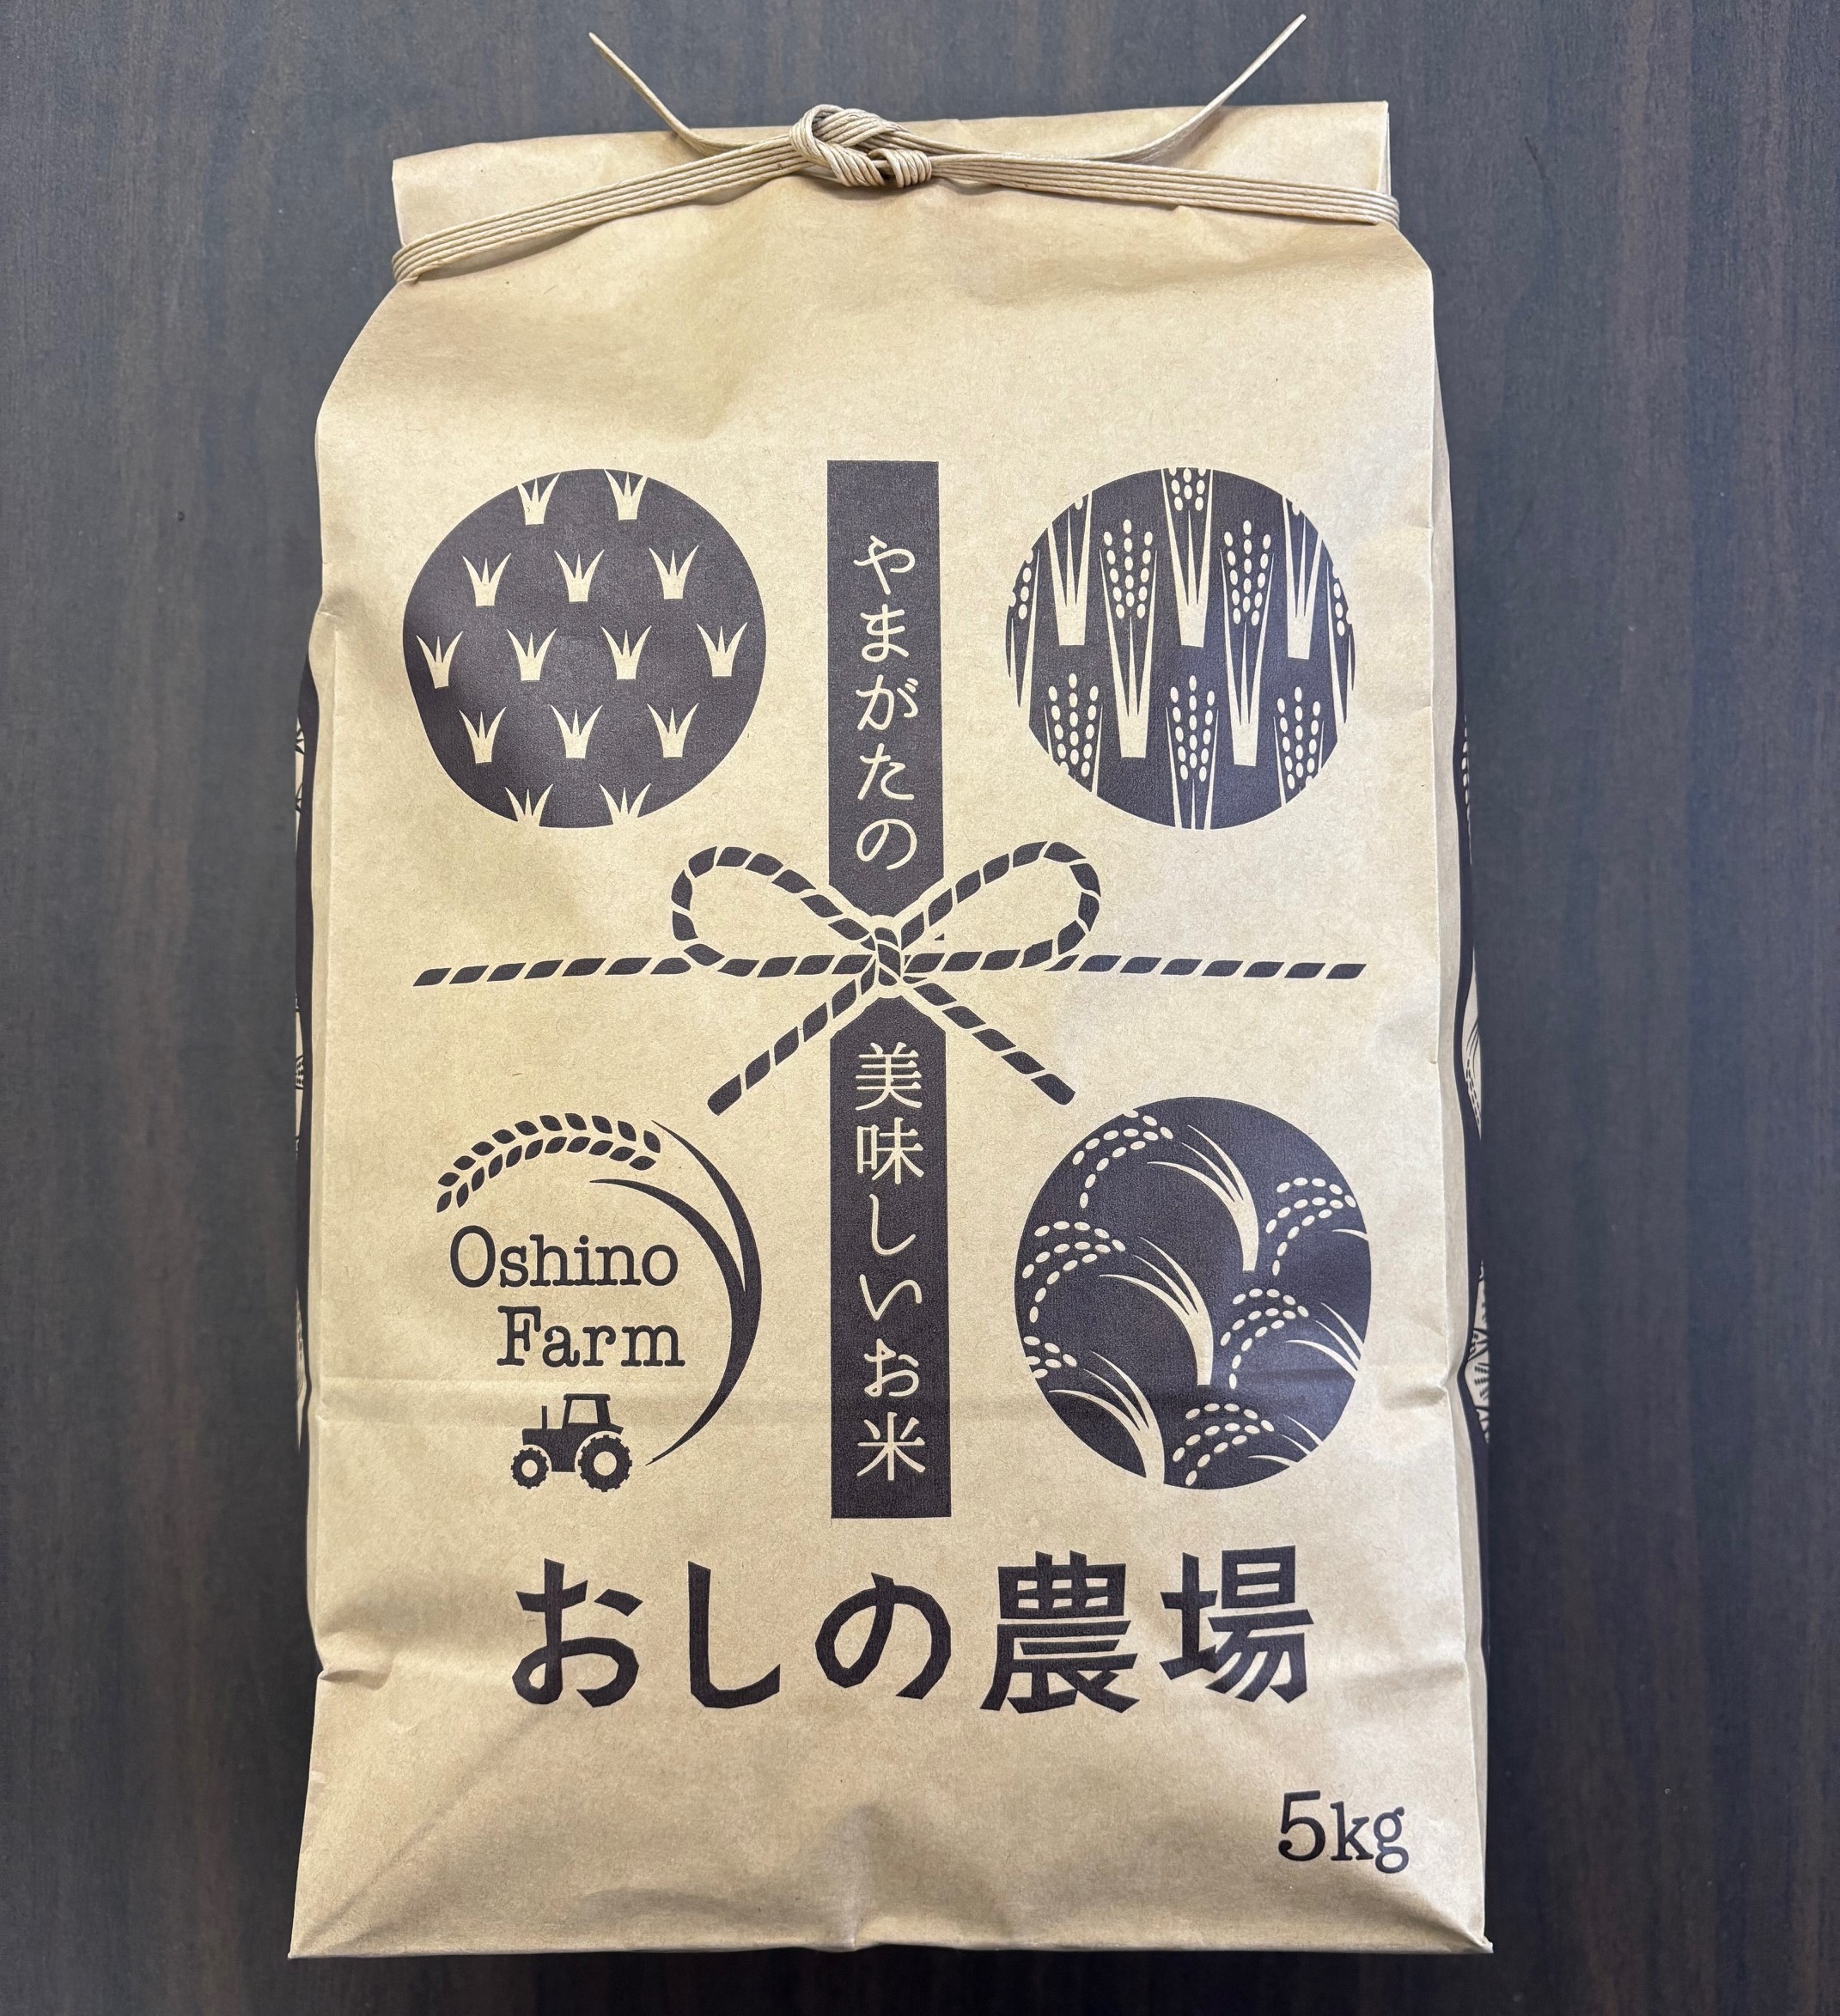 やまがたの
美味しいお米
Oshino
Farm
おしの農場
5kg